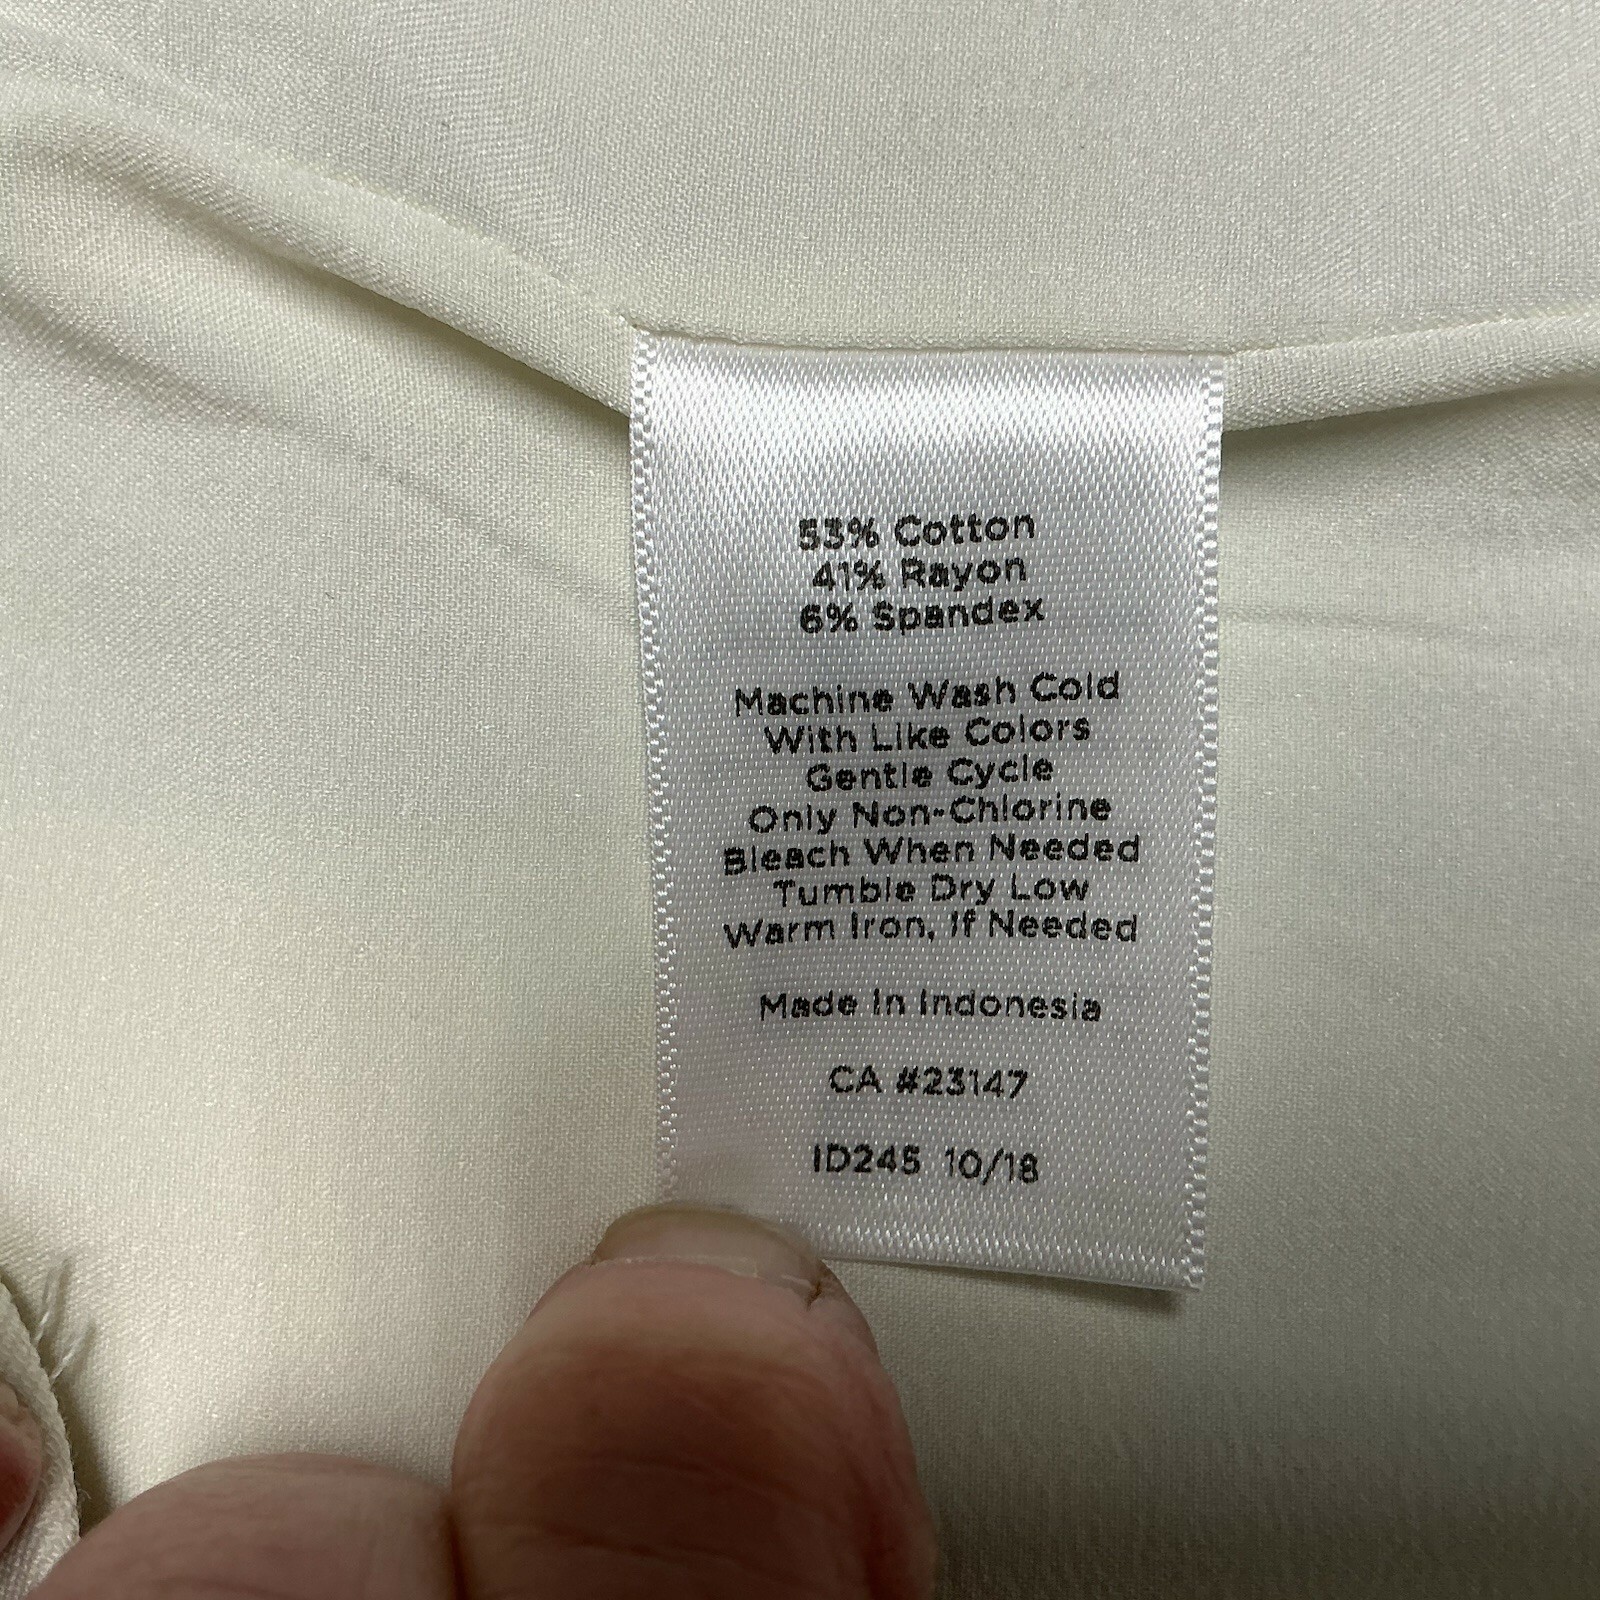 53% Cotton
41% Rayon
6% Spandex
Machine Wash Cold
With Like Colors
Gentle Cycle
Only Non-Chlorine
Bleach When Needed
Tumble Dry Low
Warm Iron, If Needed
Made In Indonesia
CA #23147
ID245 10/18